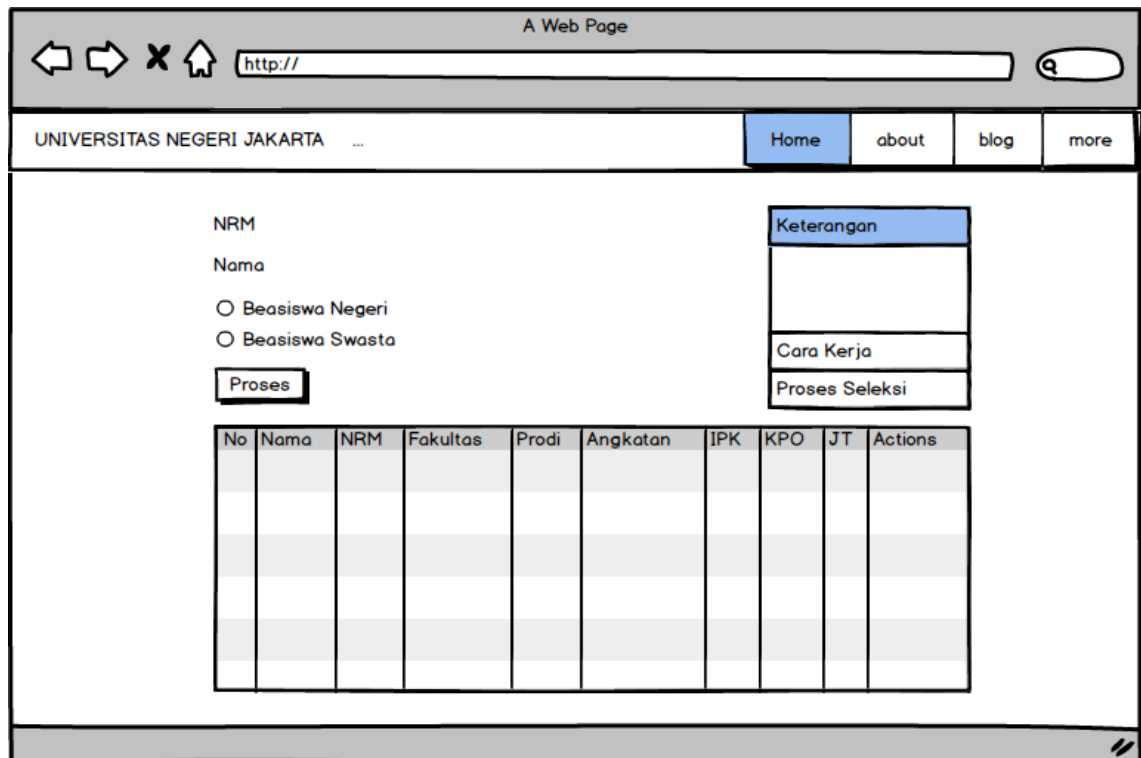 A Web Page
http://
UNIVERSITAS NEGERI JAKARTA ...
Home about blog more
NRM
Nama
Beasiswa Negeri
Beasiswa Swasta
Proses
Keterangan
Cara Kerja
Proses Seleksi
No Nama NRM Fakultas Prodi Angkatan IPK KPO JT Actions